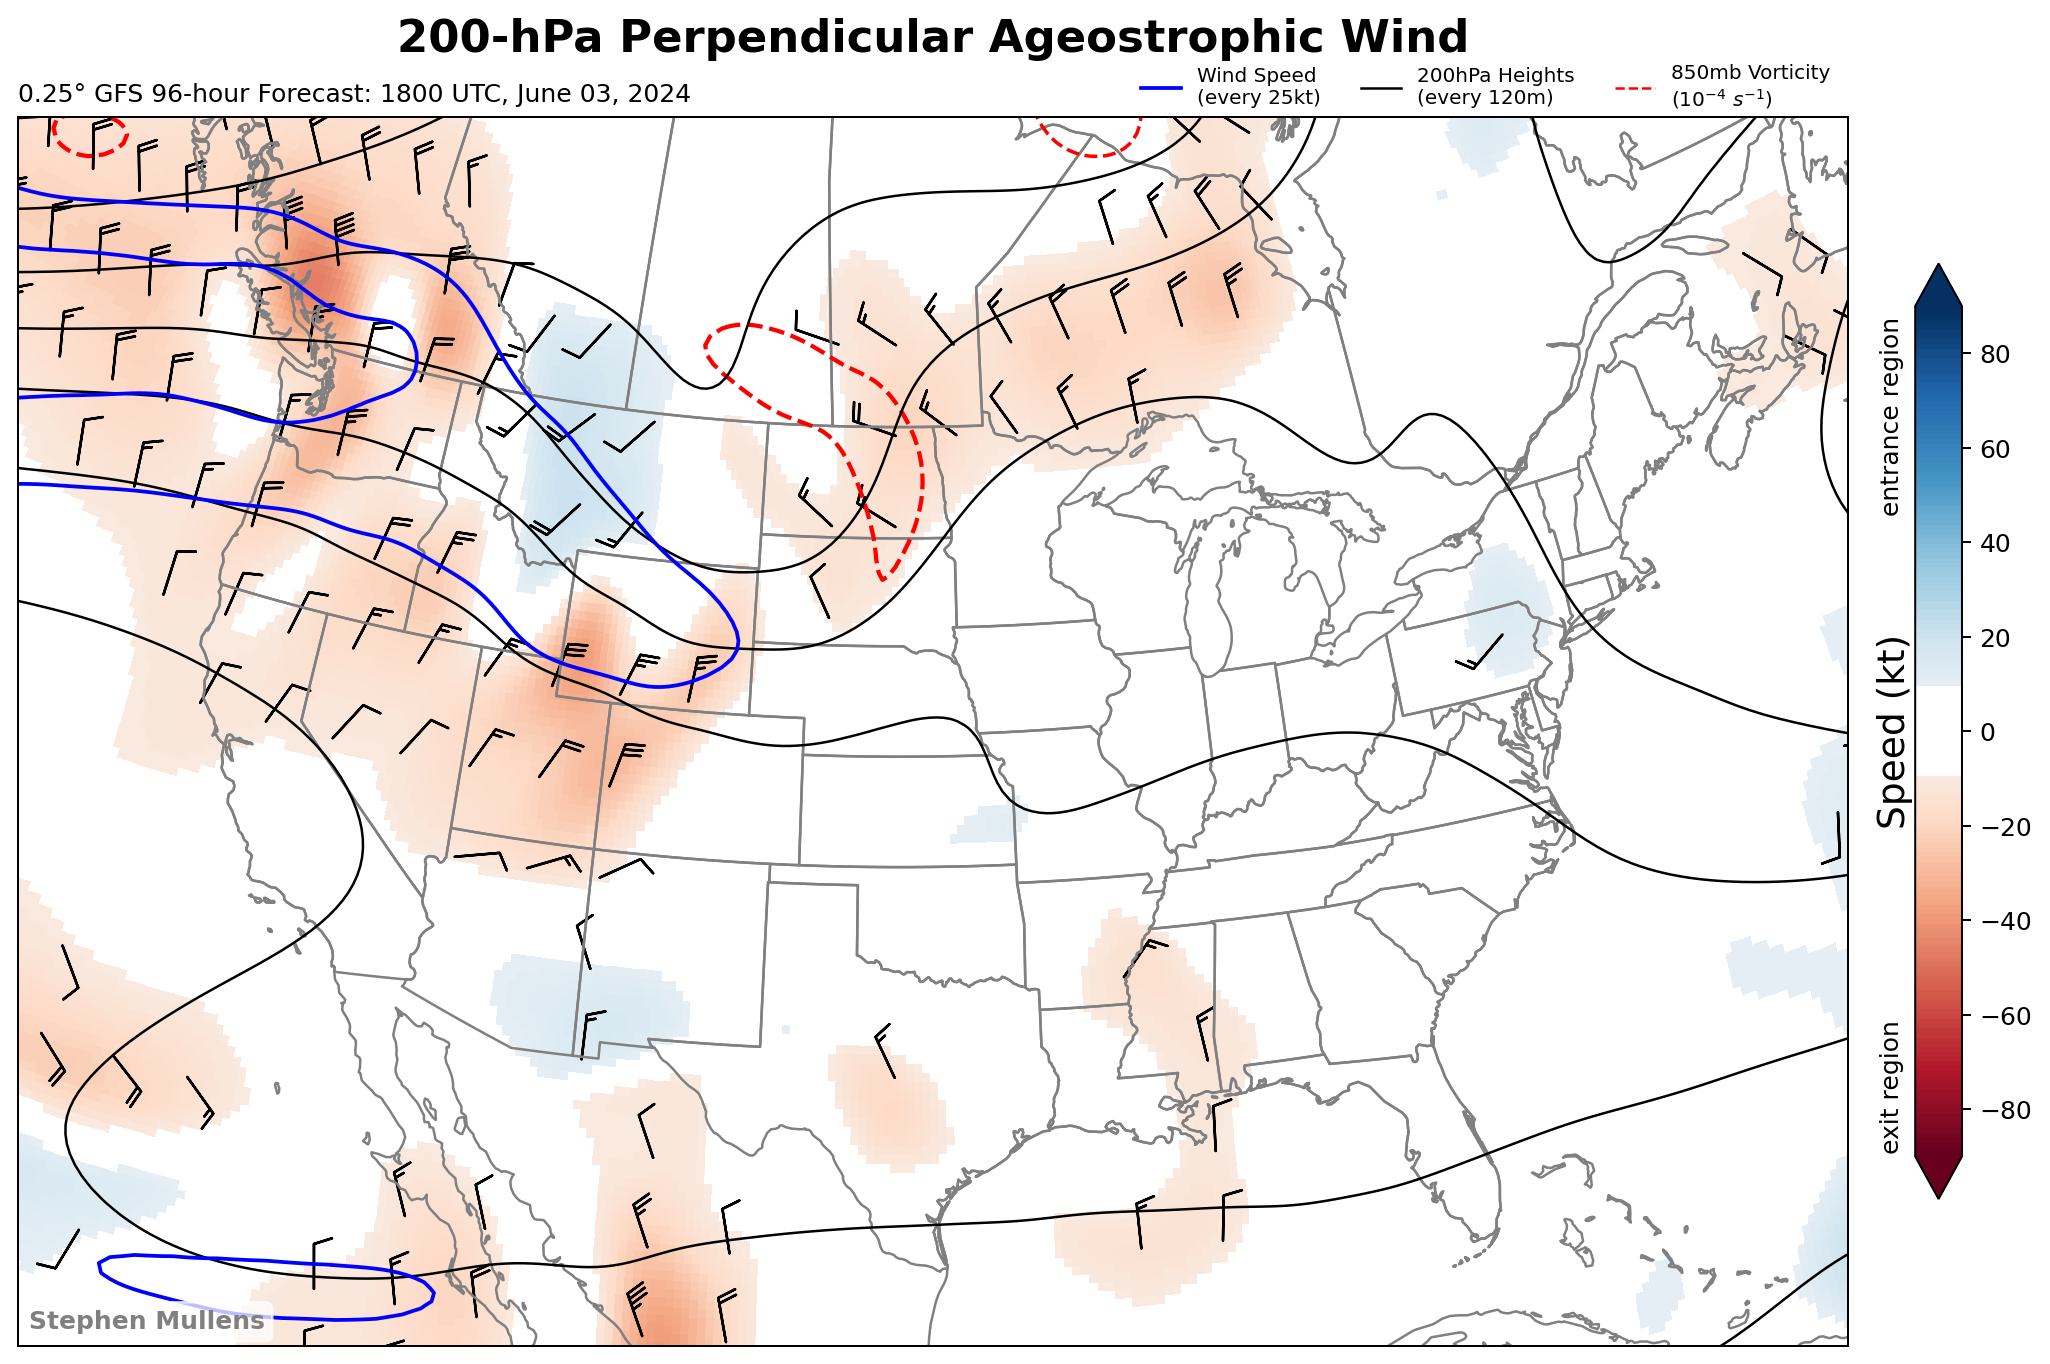 200-hPa Perpendicular Ageostrophic Wind
0.25° GFS 96-hour Forecast: 1800 UTC, June 03, 2024
Wind Speed
(every 25kt)
200hPa Heights
(every 120m)
850mb Vorticity
(10⁻⁴ s⁻¹)
entrance region
Speed (kt)
exit region
80
60
40
20
0
−20
−40
−60
−80
Stephen Mullens